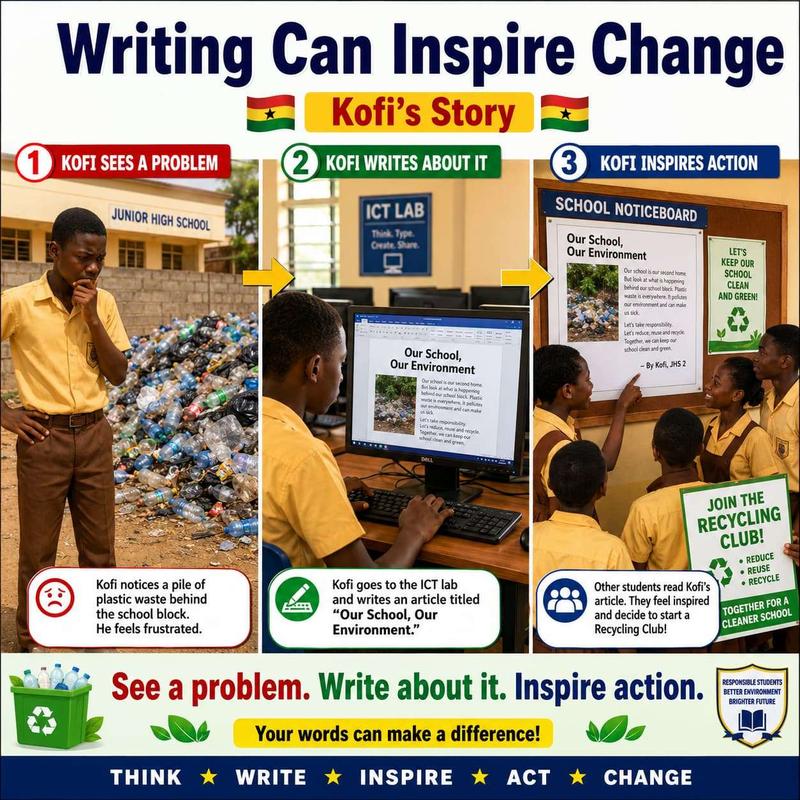 Writing Can Inspire Change
Kofi's Story
1 KOFI SEES A PROBLEM
JUNIOR HIGH SCHOOL
Kofi notices a pile of
plastic waste behind
the school block.
He feels frustrated.
2 KOFI WRITES ABOUT IT
ICT LAB
Think. Type.
Create. Share.
Our School,
Our Environment
Our school is our second home.
But look at what is happening
behind our school block. Plastic
waste is everywhere. It pollutes
our environment and can make
us sick.
Let's take responsibility.
Let's reduce, reuse and recycle.
Together, we can keep our
school clean and green.
DELL
Kofi goes to the ICT lab
and writes an article titled
"Our School, Our
Environment."
3 KOFI INSPIRES ACTION
SCHOOL NOTICEBOARD
Our School,
Our Environment
Our school is our second home.
But look at what is happening
behind our school block. Plastic
waste is everywhere. It pollutes
our environment and can make
us sick.
Let's take responsibility.
Let's reduce, reuse and recycle.
Together, we can keep our
school clean and green.
– By Kofi, JHS 2
LET'S
KEEP OUR
SCHOOL
CLEAN
AND GREEN!
JOIN THE
RECYCLING
CLUB!
• REDUCE
• REUSE
• RECYCLE
TOGETHER FOR A
CLEANER SCHOOL
Other students read Kofi's
article. They feel inspired
and decide to start a
Recycling Club!
See a problem. Write about it. Inspire action.
Your words can make a difference!
RESPONSIBLE STUDENTS
BETTER ENVIRONMENT
BRIGHTER FUTURE
THINK ★ WRITE ★ INSPIRE ★ ACT ★ CHANGE